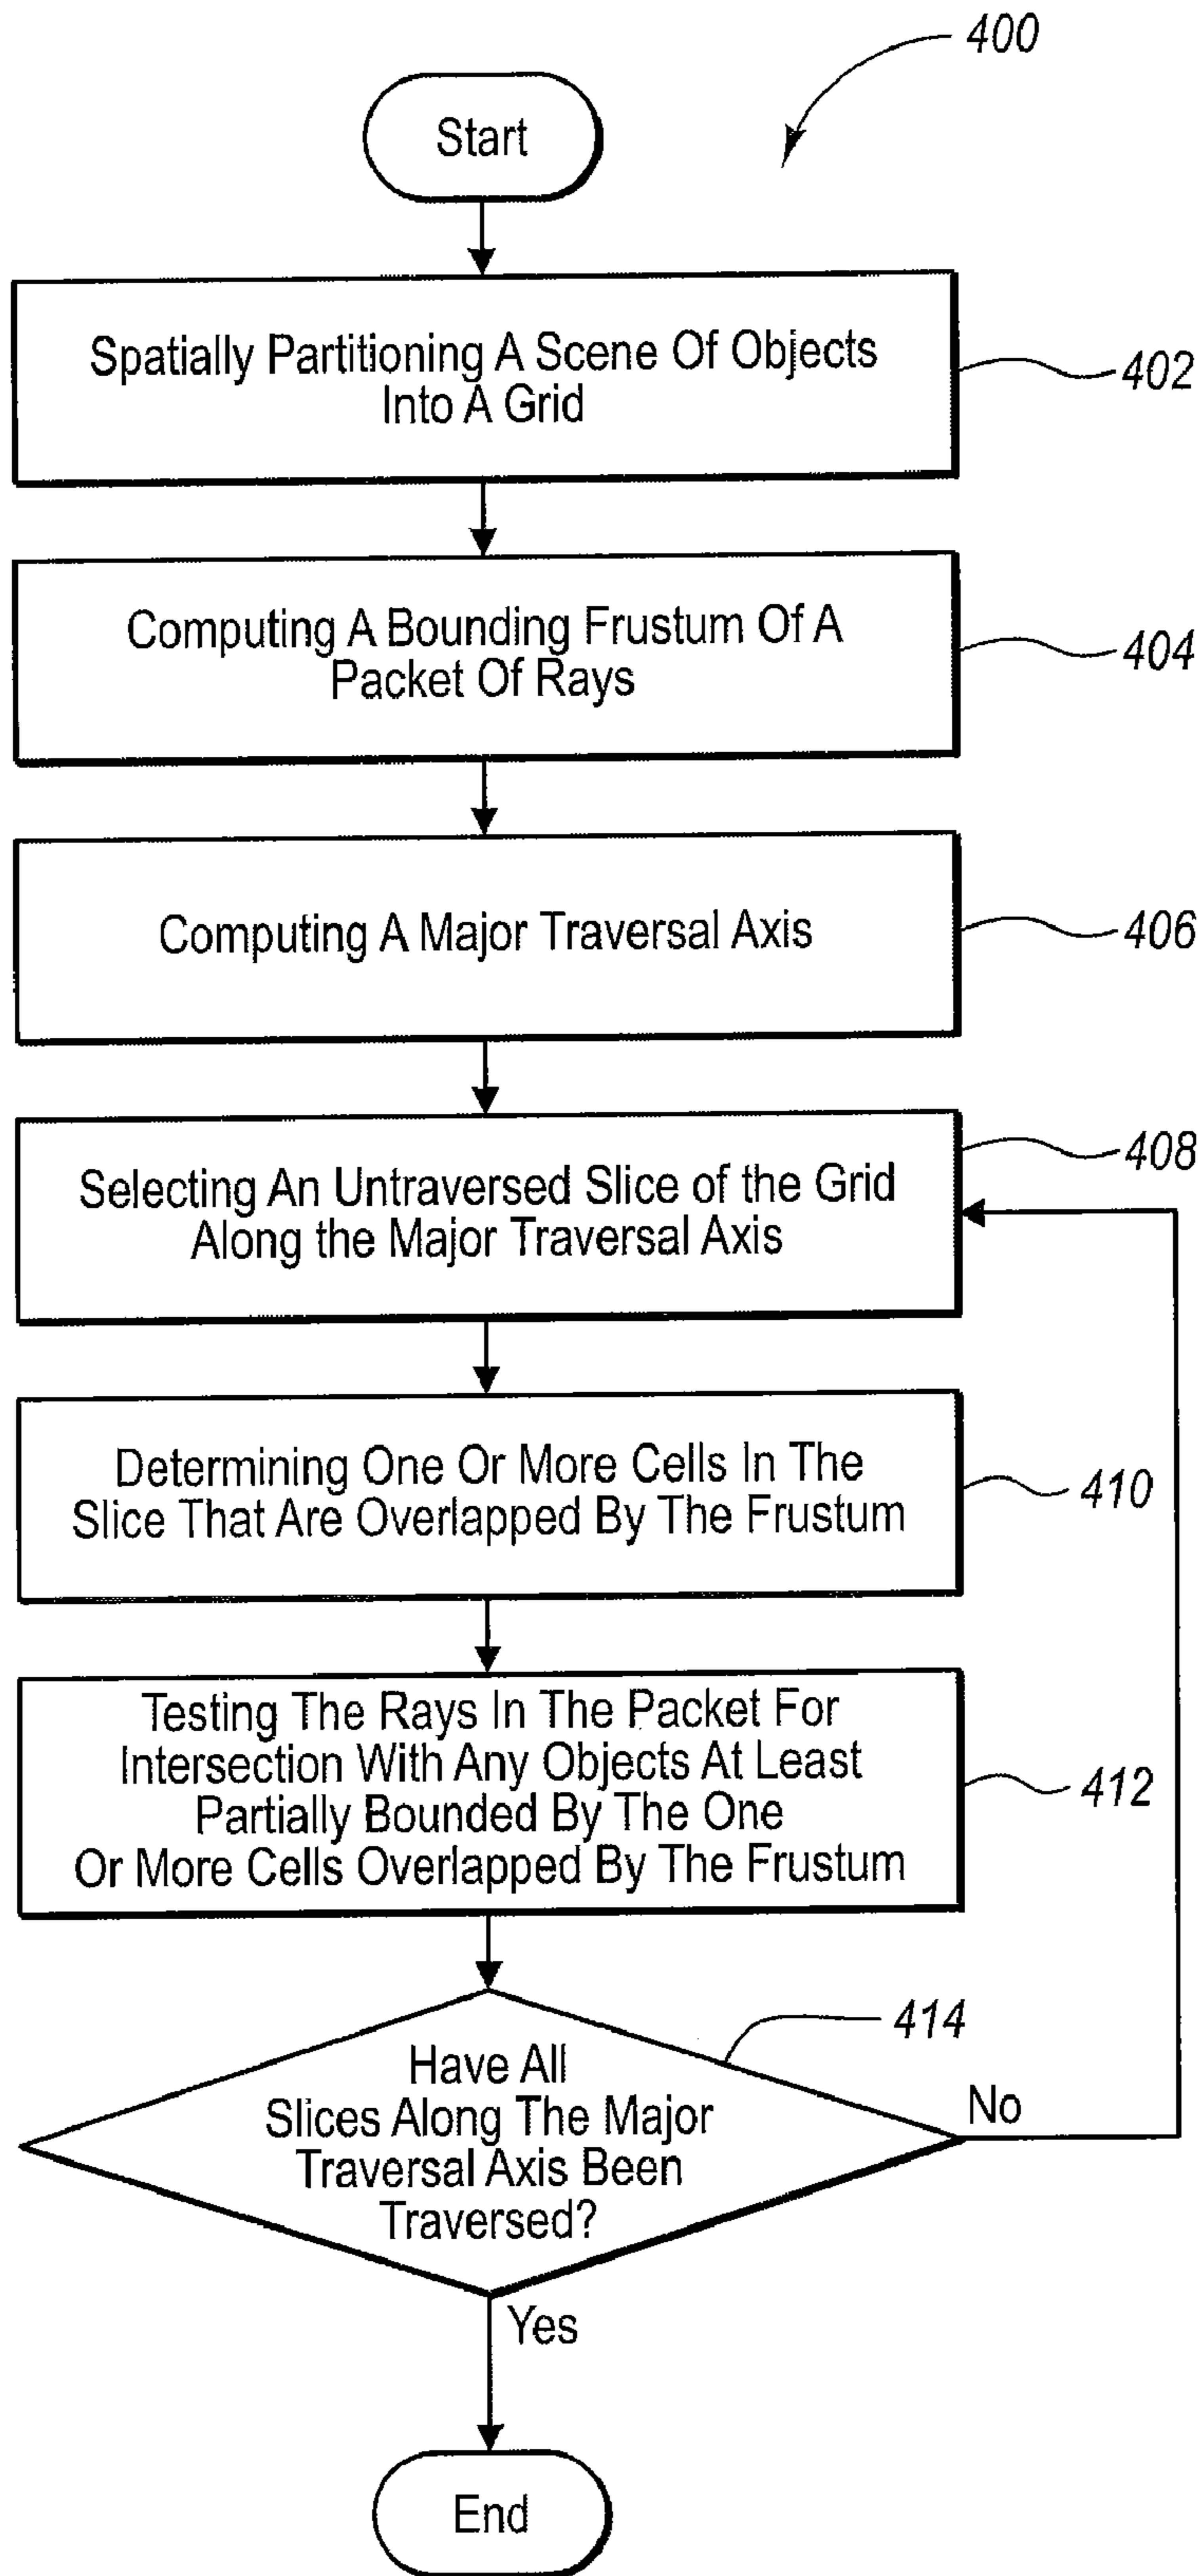 400
Start
Spatially Partitioning A Scene Of Objects
Into A Grid
402
Computing A Bounding Frustum Of A
Packet Of Rays
404
Computing A Major Traversal Axis
406
408
Selecting An Untraversed Slice of the Grid
Along the Major Traversal Axis
Determining One Or More Cells In The
Slice That Are Overlapped By The Frustum
410
Testing The Rays In The Packet For
Intersection With Any Objects At Least
Partially Bounded By The One
Or More Cells Overlapped By The Frustum
412
414
Have All
Slices Along The Major
Traversal Axis Been
Traversed?
No
Yes
End